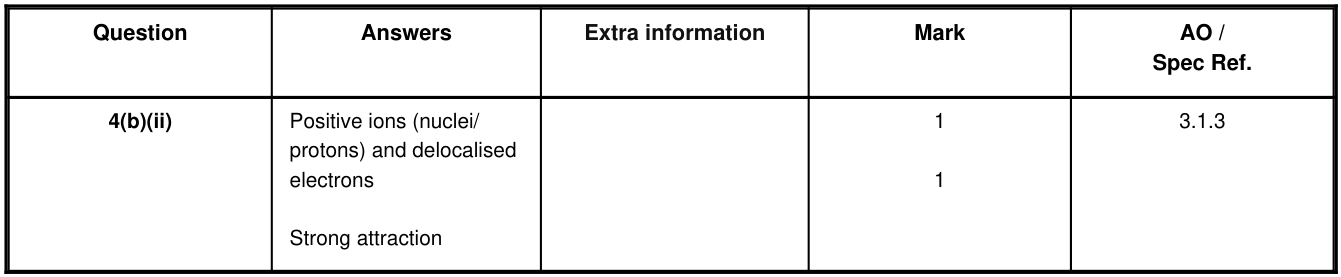 Question Answers Extra information Mark AO /
Spec Ref.
4(b)(ii) Positive ions (nuclei/ 1 3.1.3
protons) and delocalised
electrons 1
Strong attraction